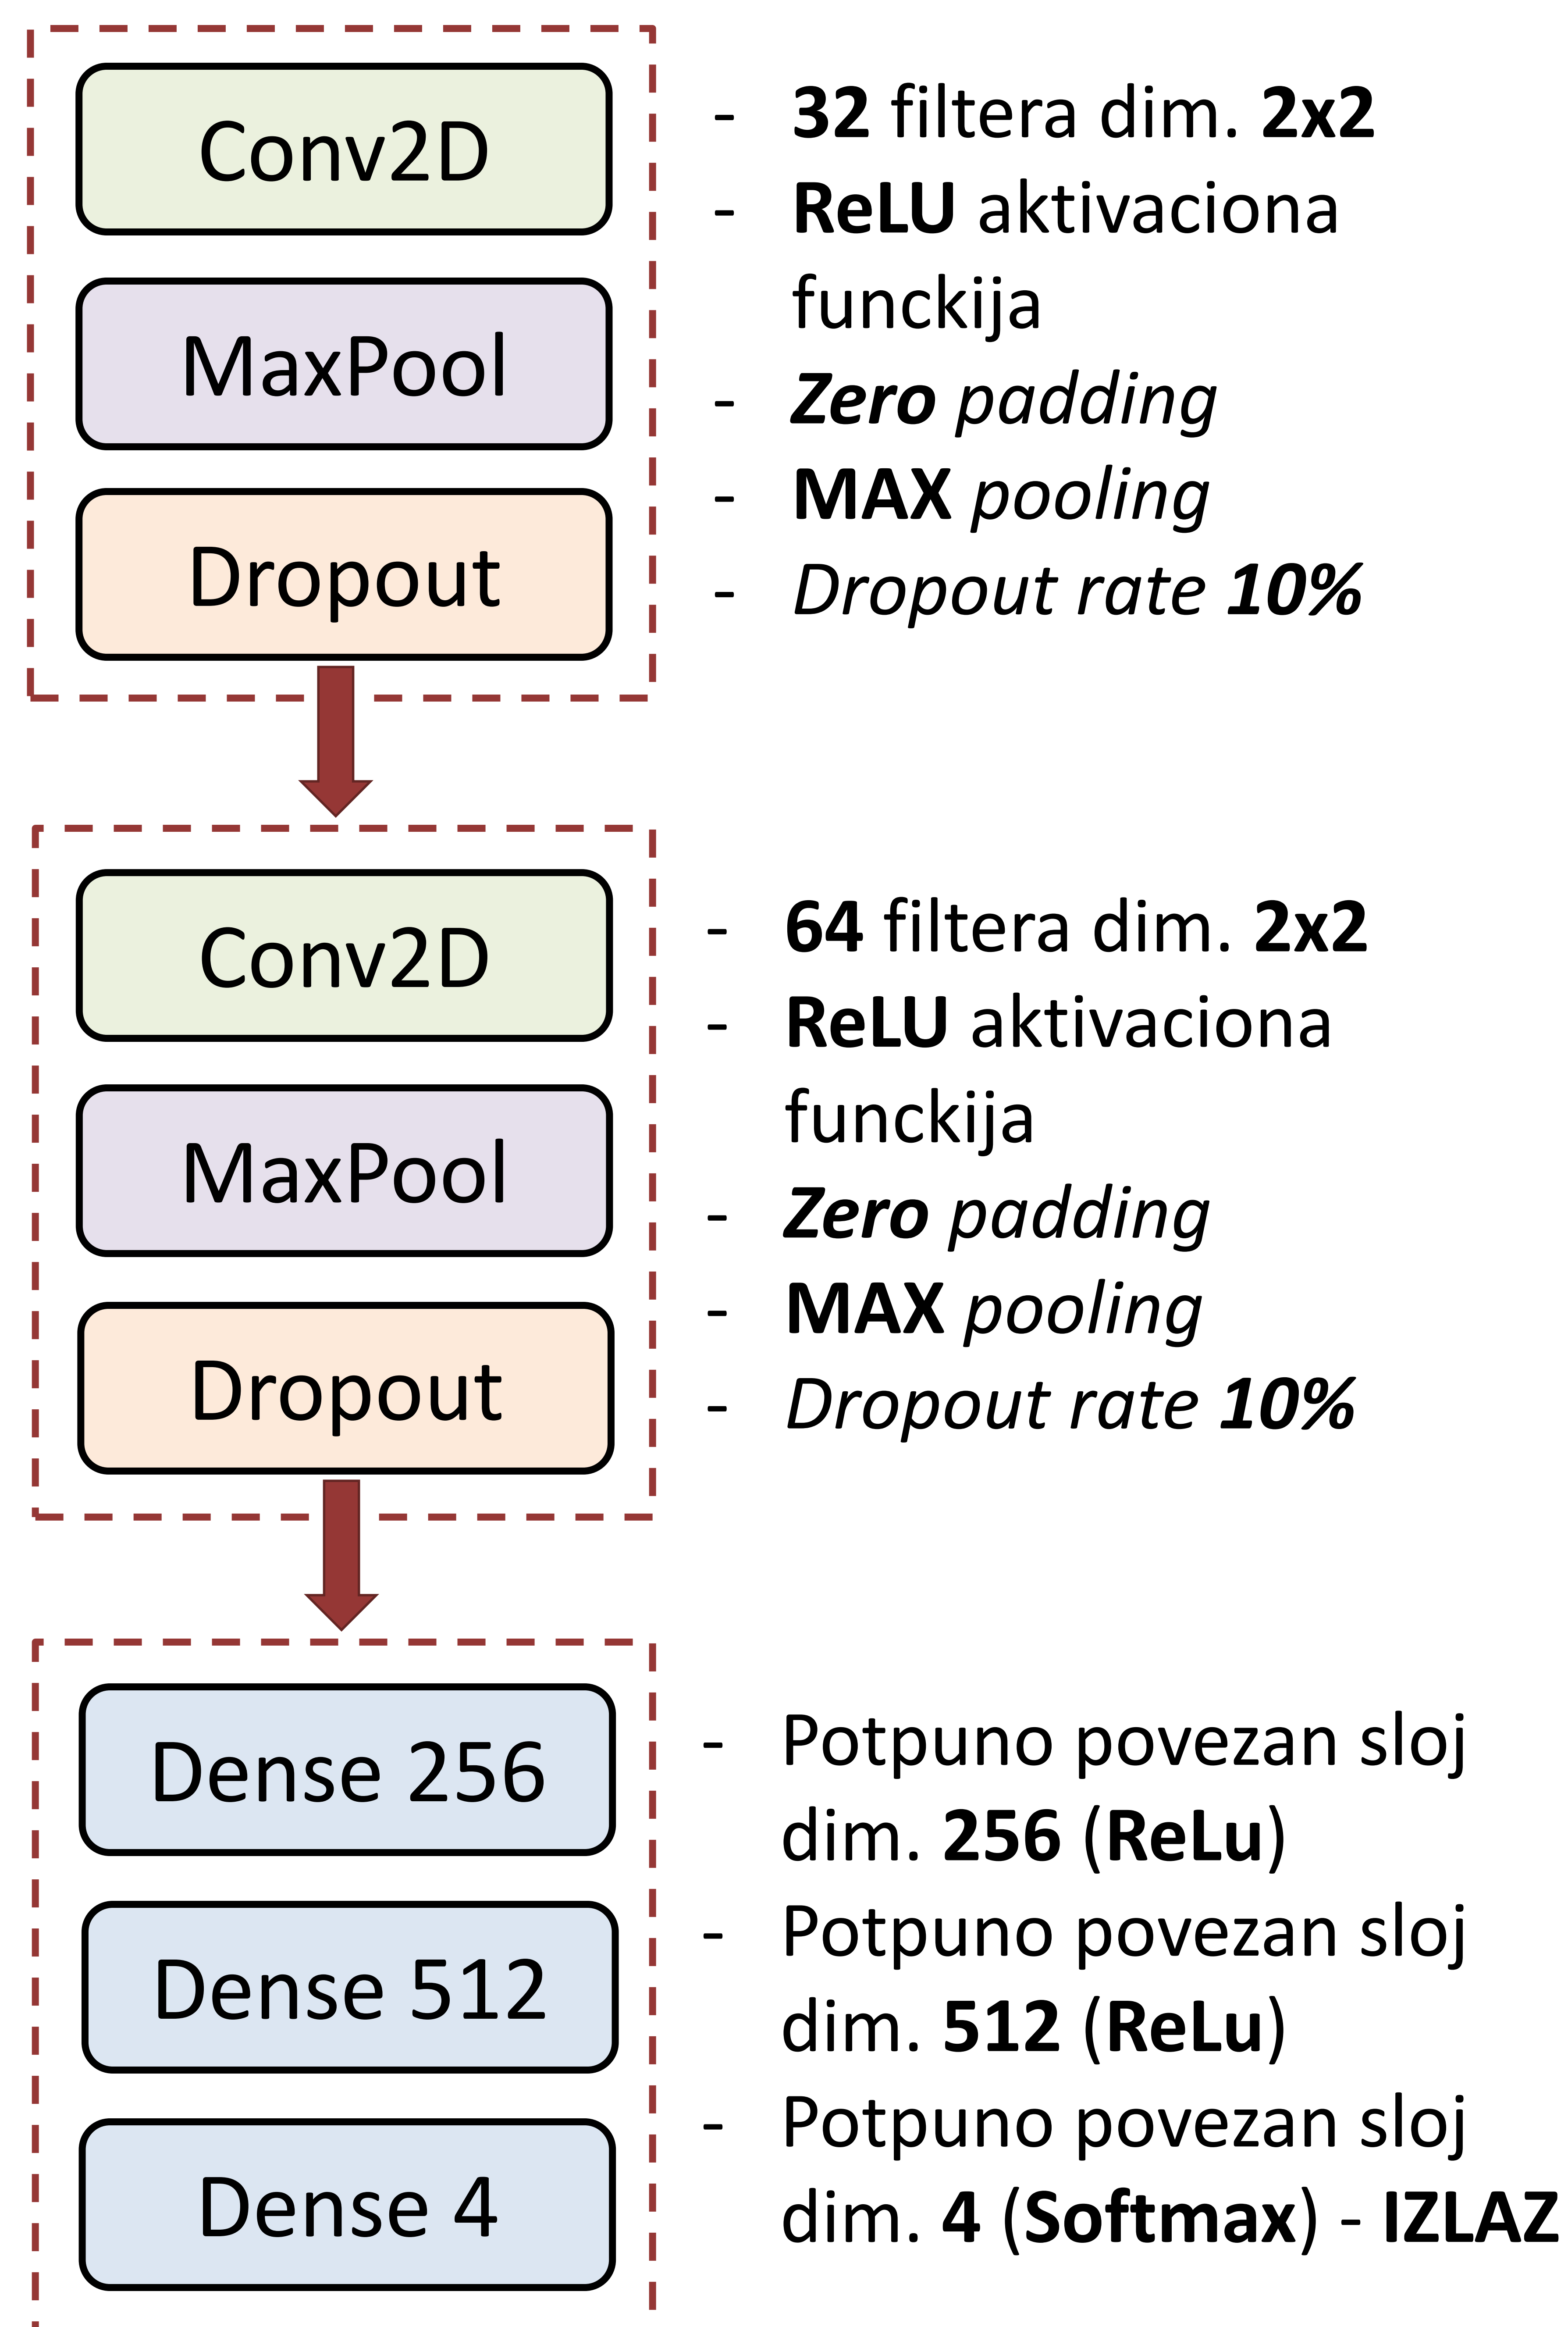 Conv2D
MaxPool
Dropout
- 32 filtera dim. 2x2
- ReLU aktivaciona
funckija
- Zero padding
- MAX pooling
- Dropout rate 10%
Conv2D
MaxPool
Dropout
- 64 filtera dim. 2x2
- ReLU aktivaciona
funckija
- Zero padding
- MAX pooling
- Dropout rate 10%
Dense 256
Dense 512
Dense 4
- Potpuno povezan sloj
dim. 256 (ReLu)
- Potpuno povezan sloj
dim. 512 (ReLu)
- Potpuno povezan sloj
dim. 4 (Softmax) - IZLAZ